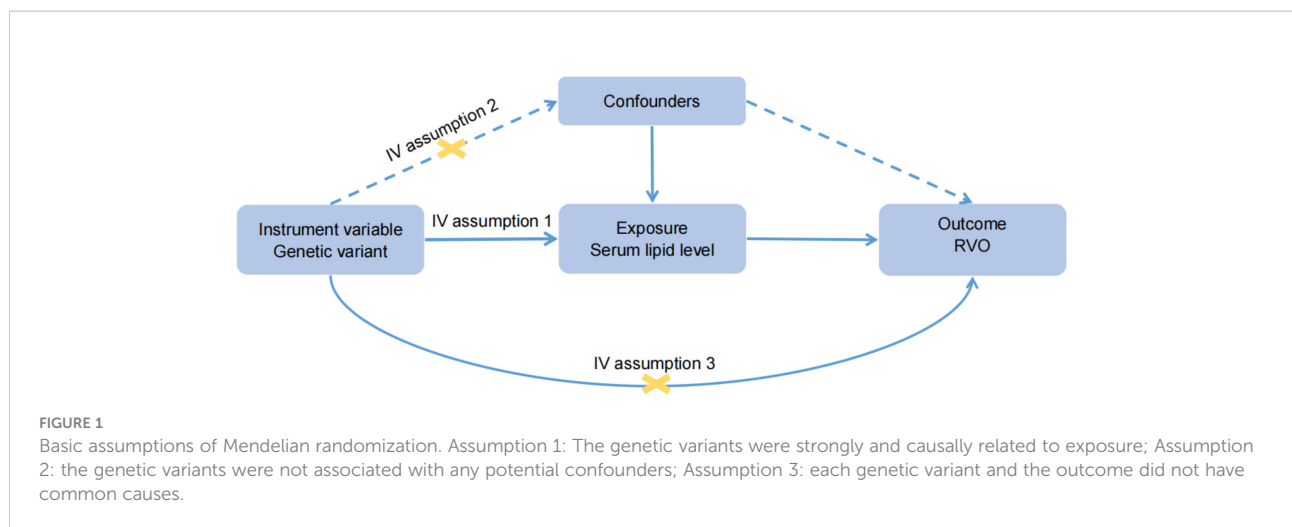 Confounders
IV assumption 2
Instrument variable
Genetic variant
IV assumption 1
Exposure
Serum lipid level
Outcome
RVO
IV assumption 3
FIGURE 1
Basic assumptions of Mendelian randomization. Assumption 1: The genetic variants were strongly and causally related to exposure; Assumption
2: the genetic variants were not associated with any potential confounders; Assumption 3: each genetic variant and the outcome did not have
common causes.